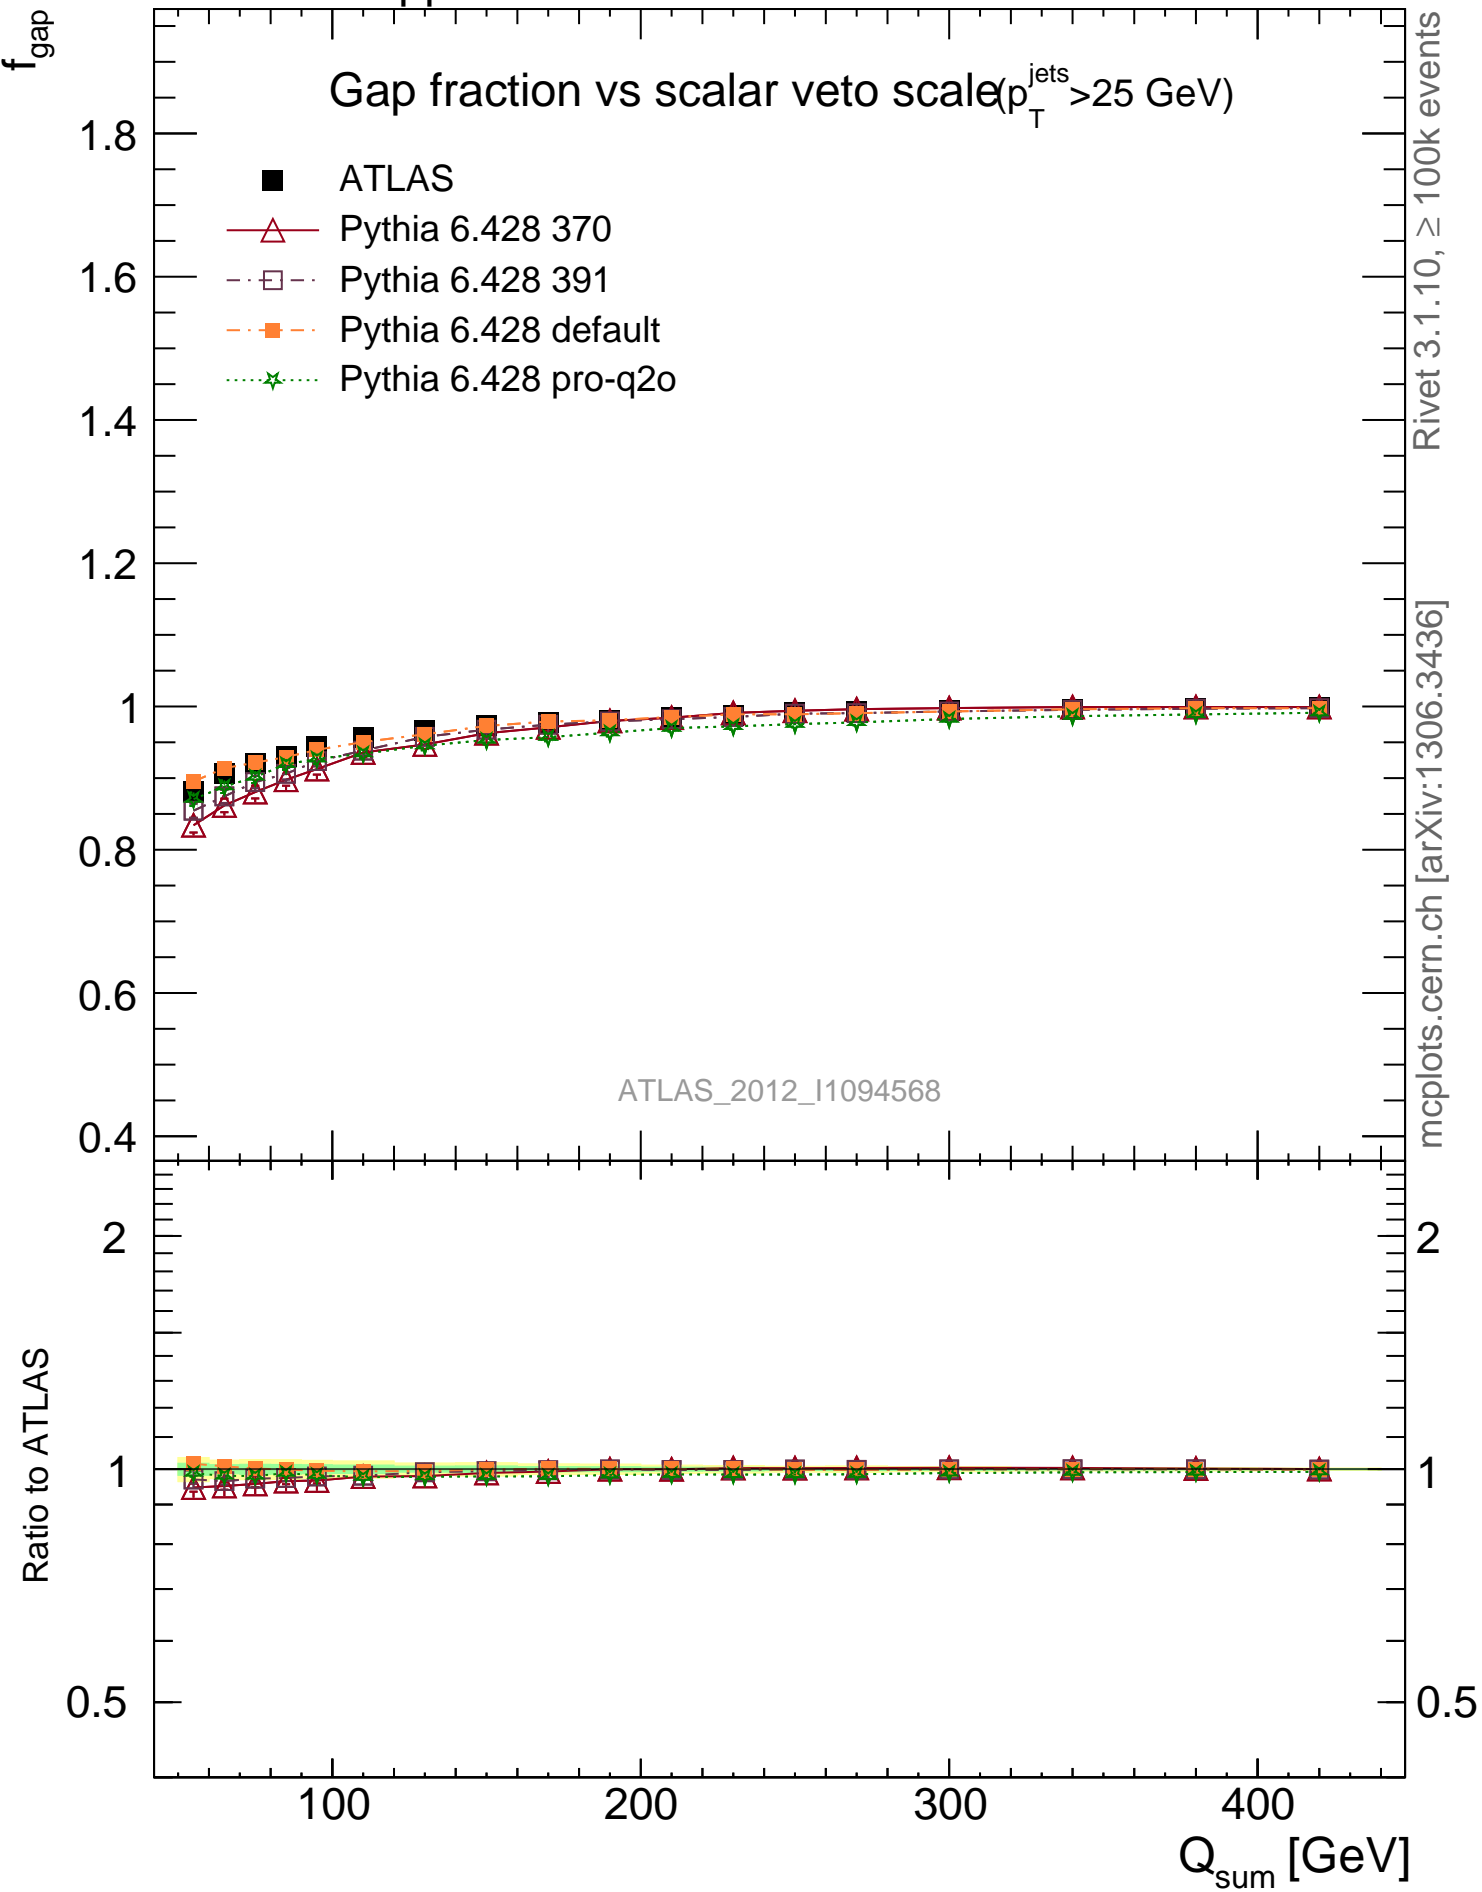 f_gap
Gap fraction vs scalar veto scale (p_T^jets>25 GeV)
ATLAS
Pythia 6.428 370
Pythia 6.428 391
Pythia 6.428 default
Pythia 6.428 pro-q2o
1.8
1.6
1.4
1.2
1
0.8
0.6
0.4
ATLAS_2012_I1094568
Rivet 3.1.10, ≥ 100k events
mcplots.cern.ch [arXiv:1306.3436]
Ratio to ATLAS
2
1
0.5
2
1
0.5
100
200
300
400
Q_sum [GeV]